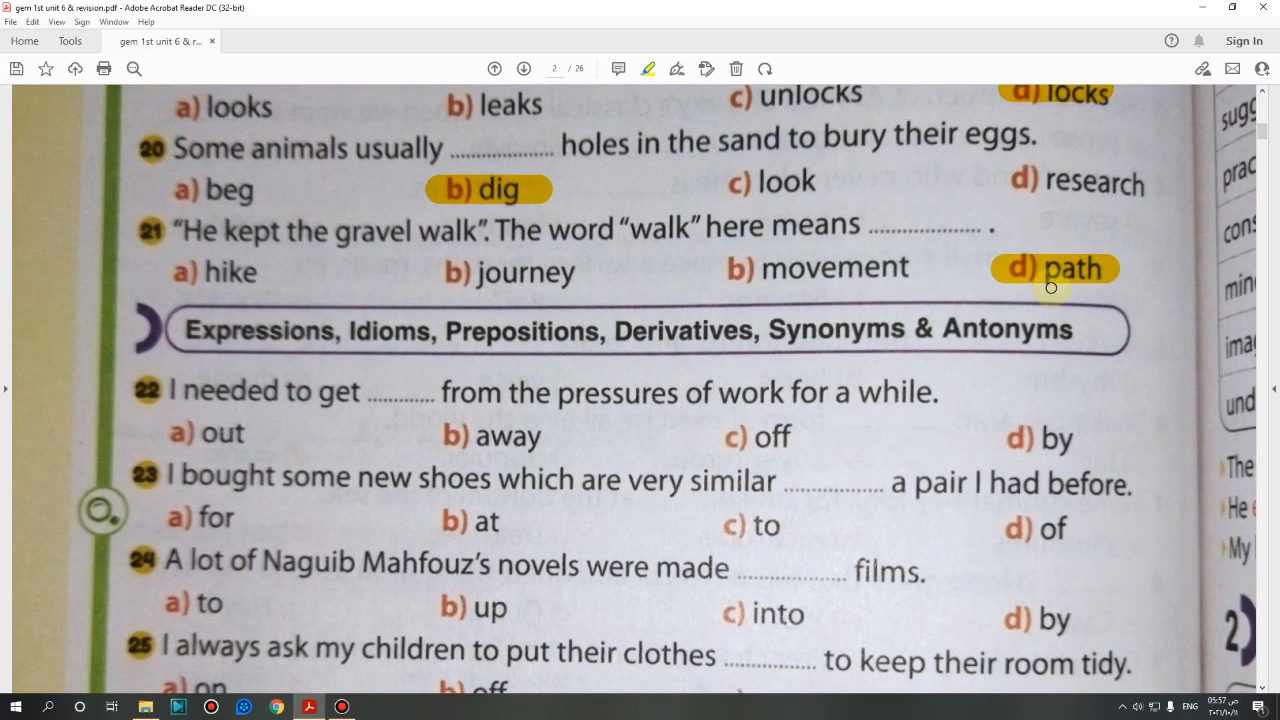 gem 1st unit 6 & revision.pdf - Adobe Acrobat Reader DC (32-bit)
File Edit View Sign Window Help
Home Tools gem 1st unit 6 & r... × Sign In
2 / 26
a) looks b) leaks c) unlocks d) locks
20 Some animals usually .................. holes in the sand to bury their eggs.
a) beg b) dig c) look d) research
21 “He kept the gravel walk”. The word “walk” here means .................... .
a) hike b) journey b) movement d) path
Expressions, Idioms, Prepositions, Derivatives, Synonyms & Antonyms
22 I needed to get ............ from the pressures of work for a while.
a) out b) away c) off d) by
23 I bought some new shoes which are very similar .................. a pair I had before.
a) for b) at c) to d) of
24 A lot of Naguib Mahfouz’s novels were made .................... films.
a) to b) up c) into d) by
25 I always ask my children to put their clothes ................ to keep their room tidy.
a) on b) off
sugg
prac
cons
min
ima
und
The
He
My
2)
ENG 05:57 ص